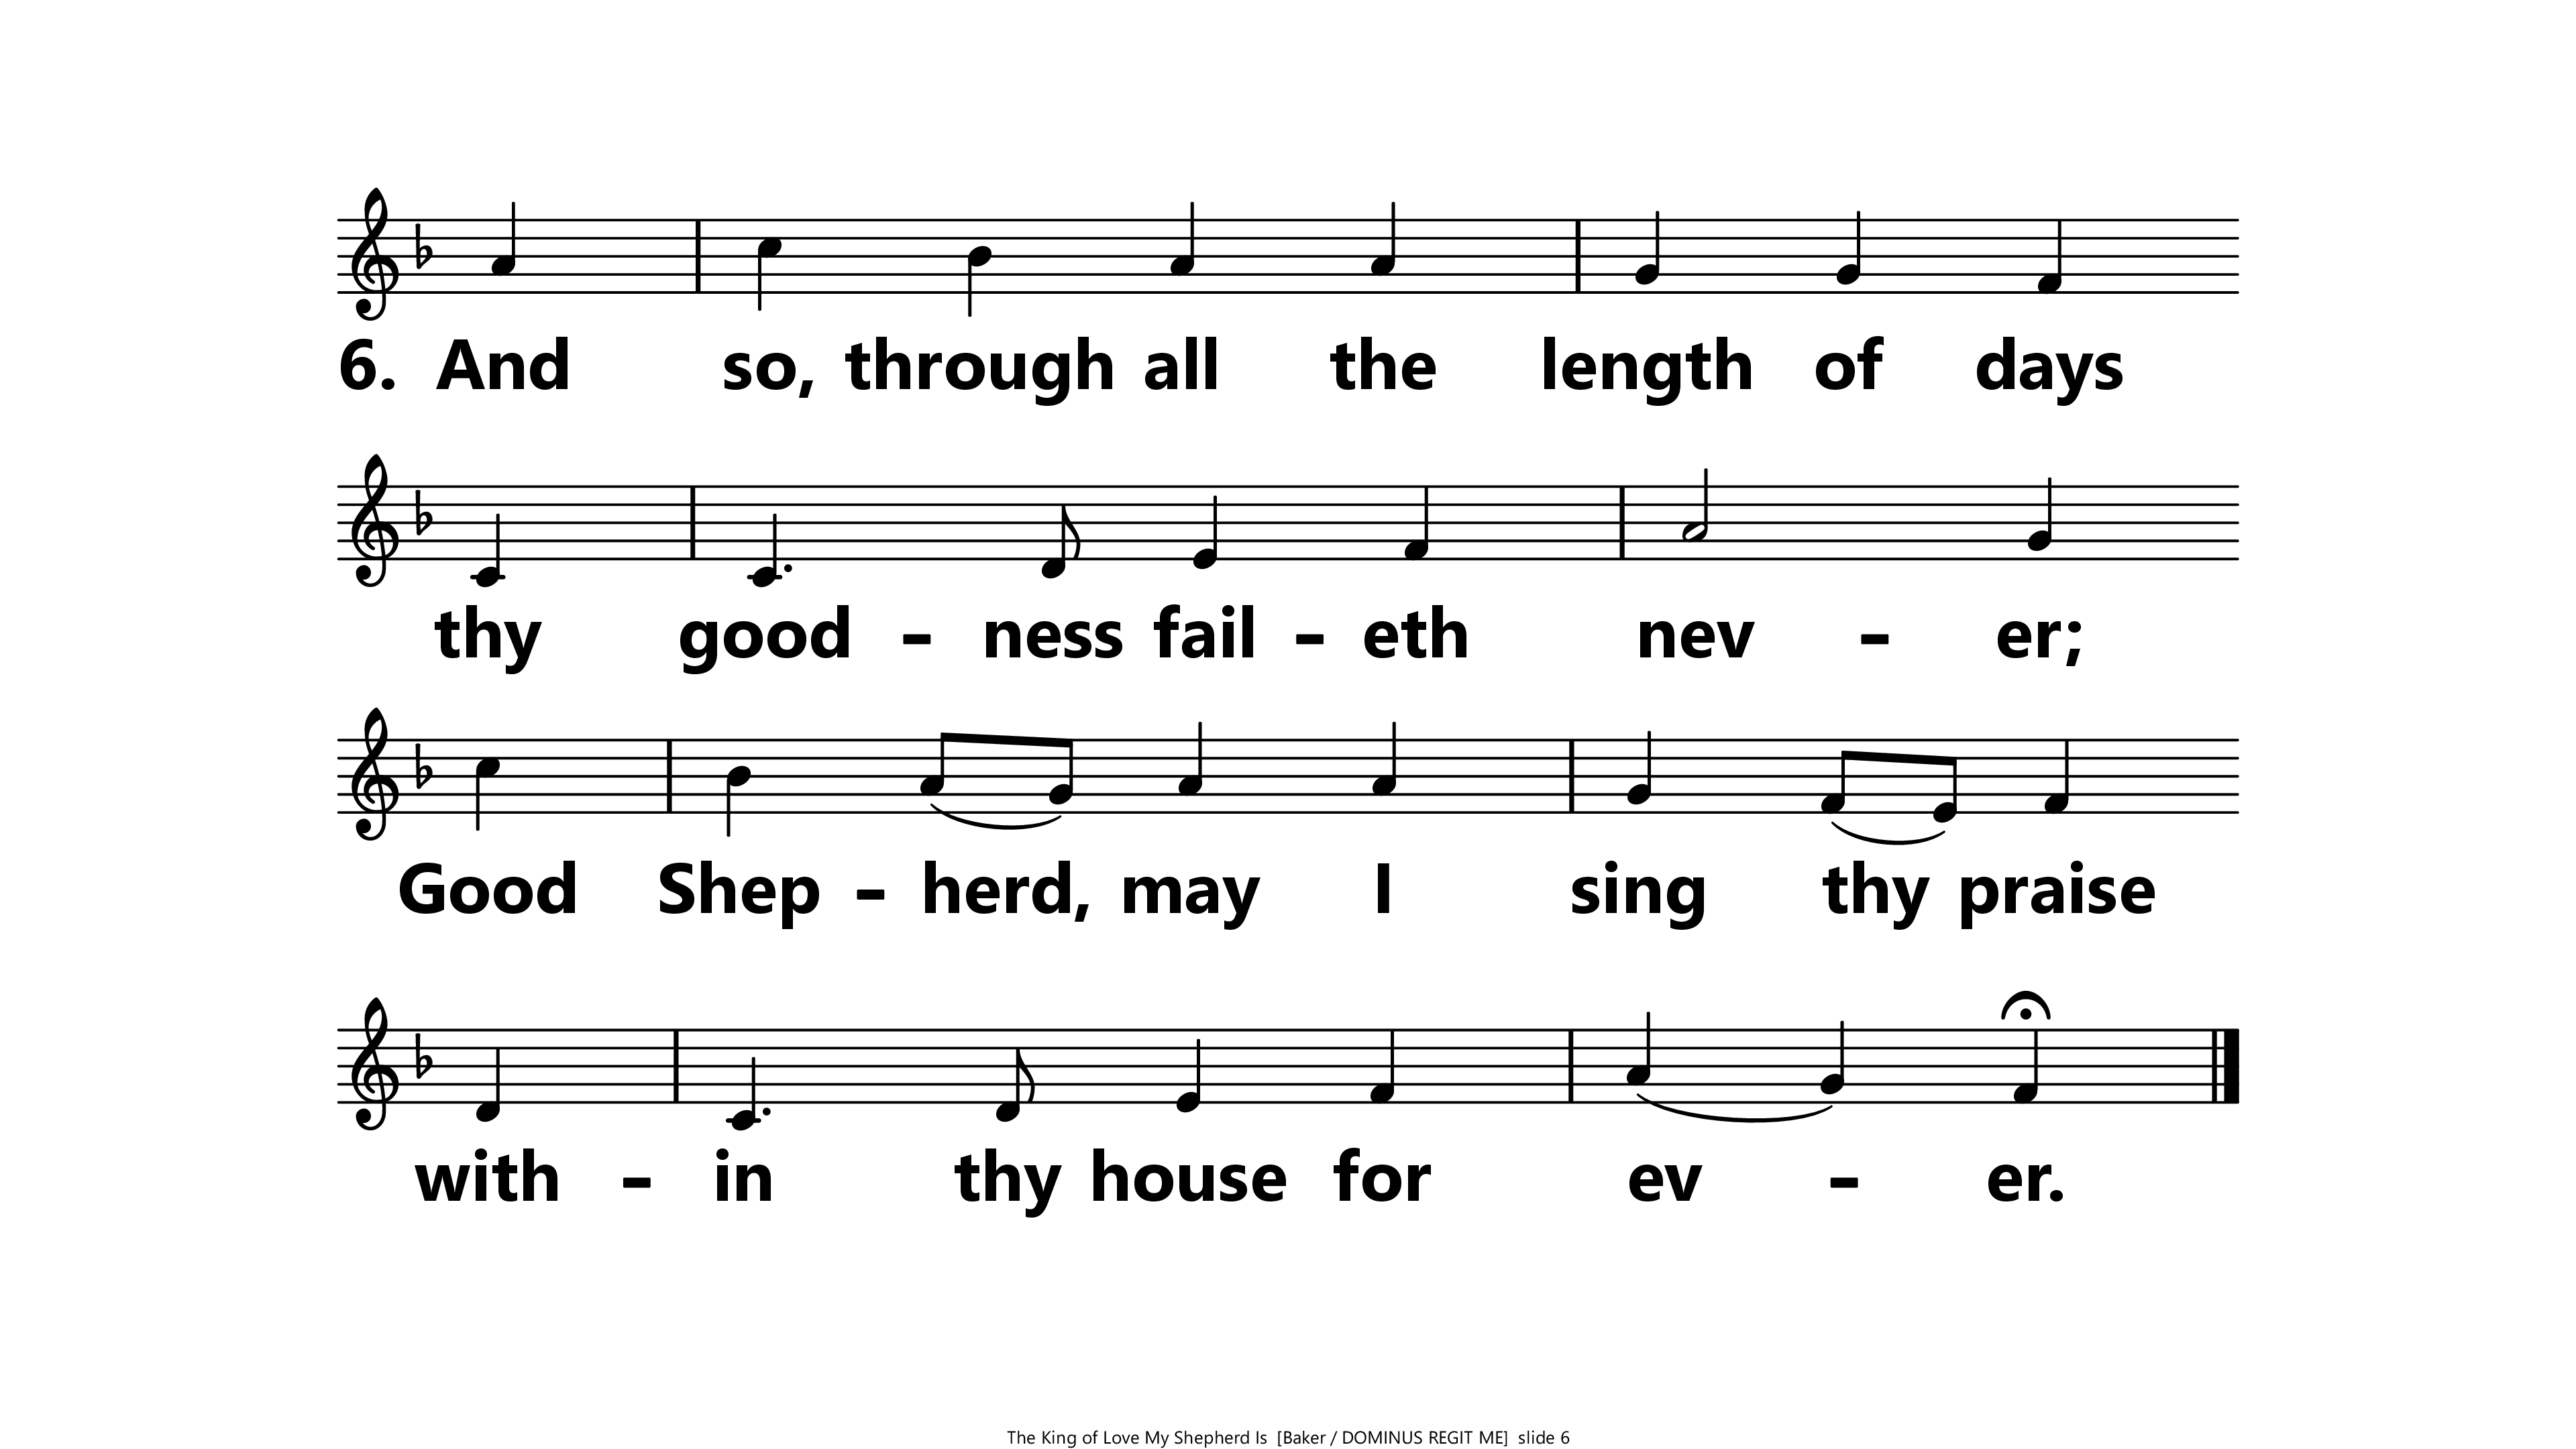 6. And so, through all the length of days
thy good - ness fail - eth nev - er;
Good Shep - herd, may I sing thy praise
with - in thy house for ev - er.
The King of Love My Shepherd Is [Baker / DOMINUS REGIT ME] slide 6